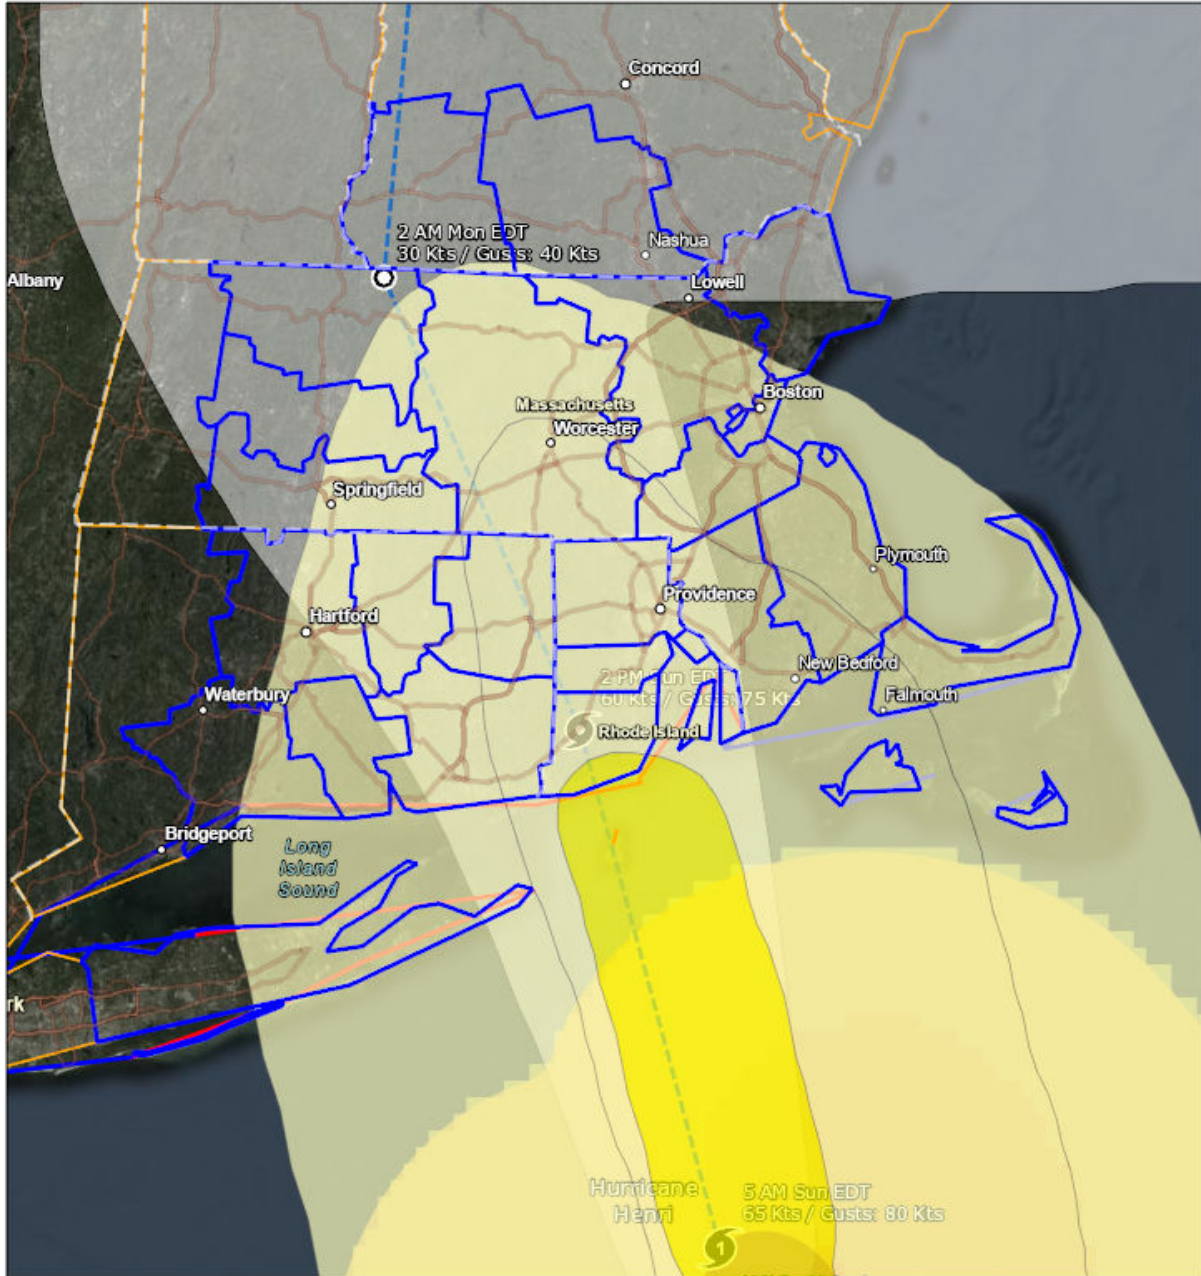 Concord
2 AM Mon EDT
30 Kts / Gusts: 40 Kts
Nashua
Albany
Lowell
Boston
Massachusetts
Worcester
Springfield
Plymouth
Providence
Hartford
New Bedford
2 PM Sun EDT
60 Kts / Gusts: 75 Kts
Waterbury
Falmouth
Rhode Island
Bridgeport
Long
Island
Sound
rk
Hurricane
Henri
5 AM Sun EDT
65 Kts / Gusts: 80 Kts
1